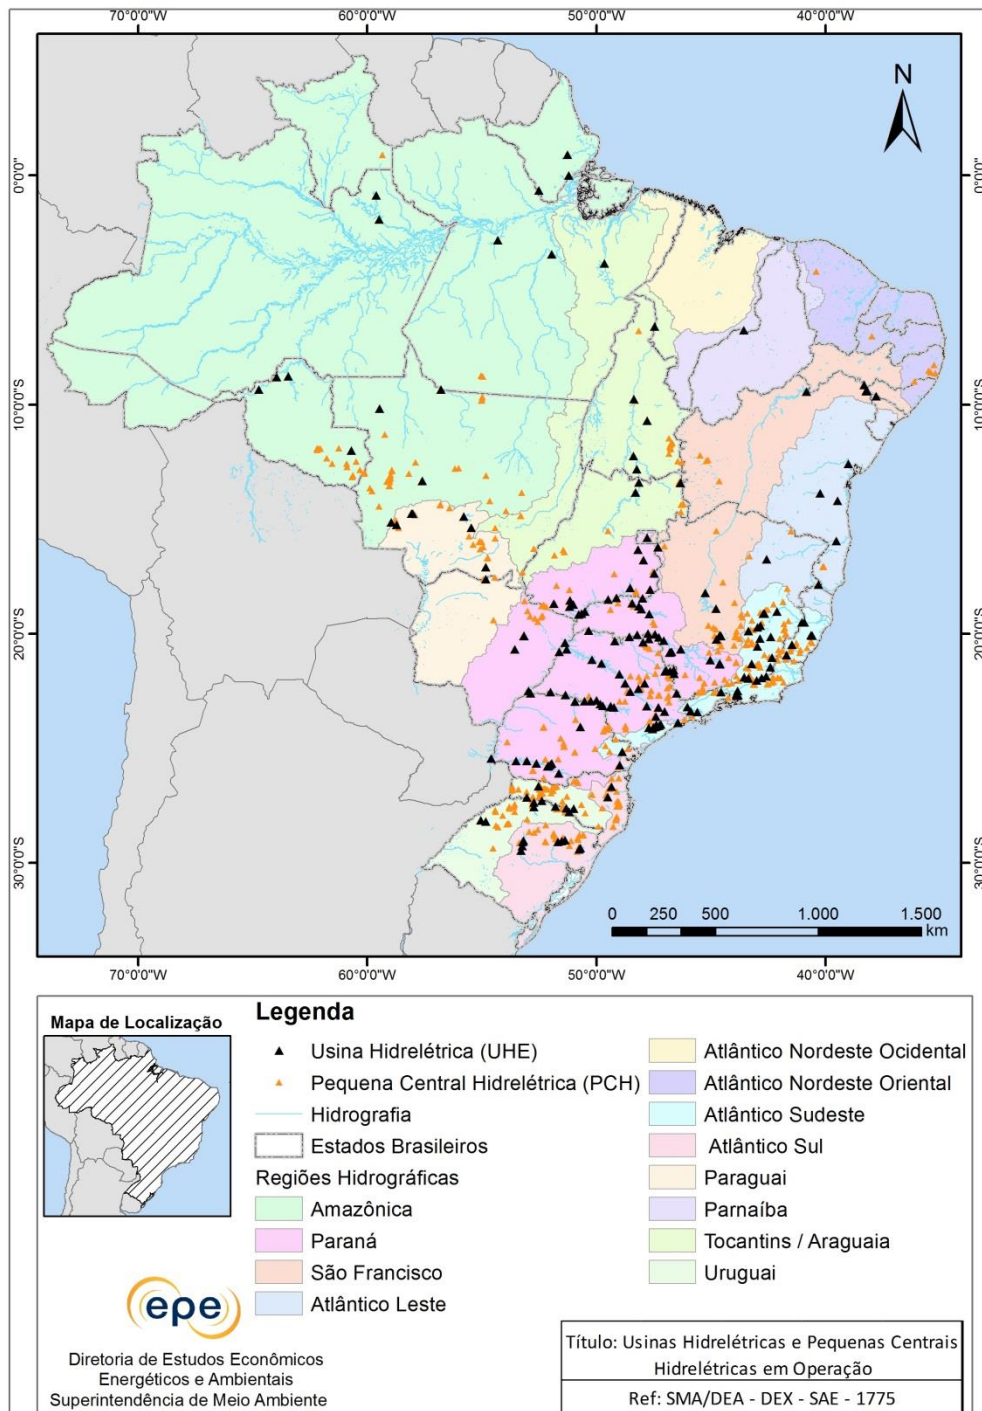 70°0'0"W 60°0'0"W 50°0'0"W 40°0'0"W
N
0°0'0" 0°0'0"
10°0'0"S 10°0'0"S
20°0'0"S 20°0'0"S
30°0'0"S 30°0'0"S
0 250 500 1.000 1.500
km
70°0'0"W 60°0'0"W 50°0'0"W 40°0'0"W
Mapa de Localização
Legenda
Usina Hidrelétrica (UHE)
Pequena Central Hidrelétrica (PCH)
Hidrografia
Estados Brasileiros
Regiões Hidrográficas
Amazônica
Paraná
São Francisco
Atlântico Leste
Atlântico Nordeste Ocidental
Atlântico Nordeste Oriental
Atlântico Sudeste
Atlântico Sul
Paraguai
Parnaíba
Tocantins / Araguaia
Uruguai
epe
Diretoria de Estudos Econômicos
Energéticos e Ambientais
Superintendência de Meio Ambiente
Título: Usinas Hidrelétricas e Pequenas Centrais
Hidrelétricas em Operação
Ref: SMA/DEA - DEX - SAE - 1775